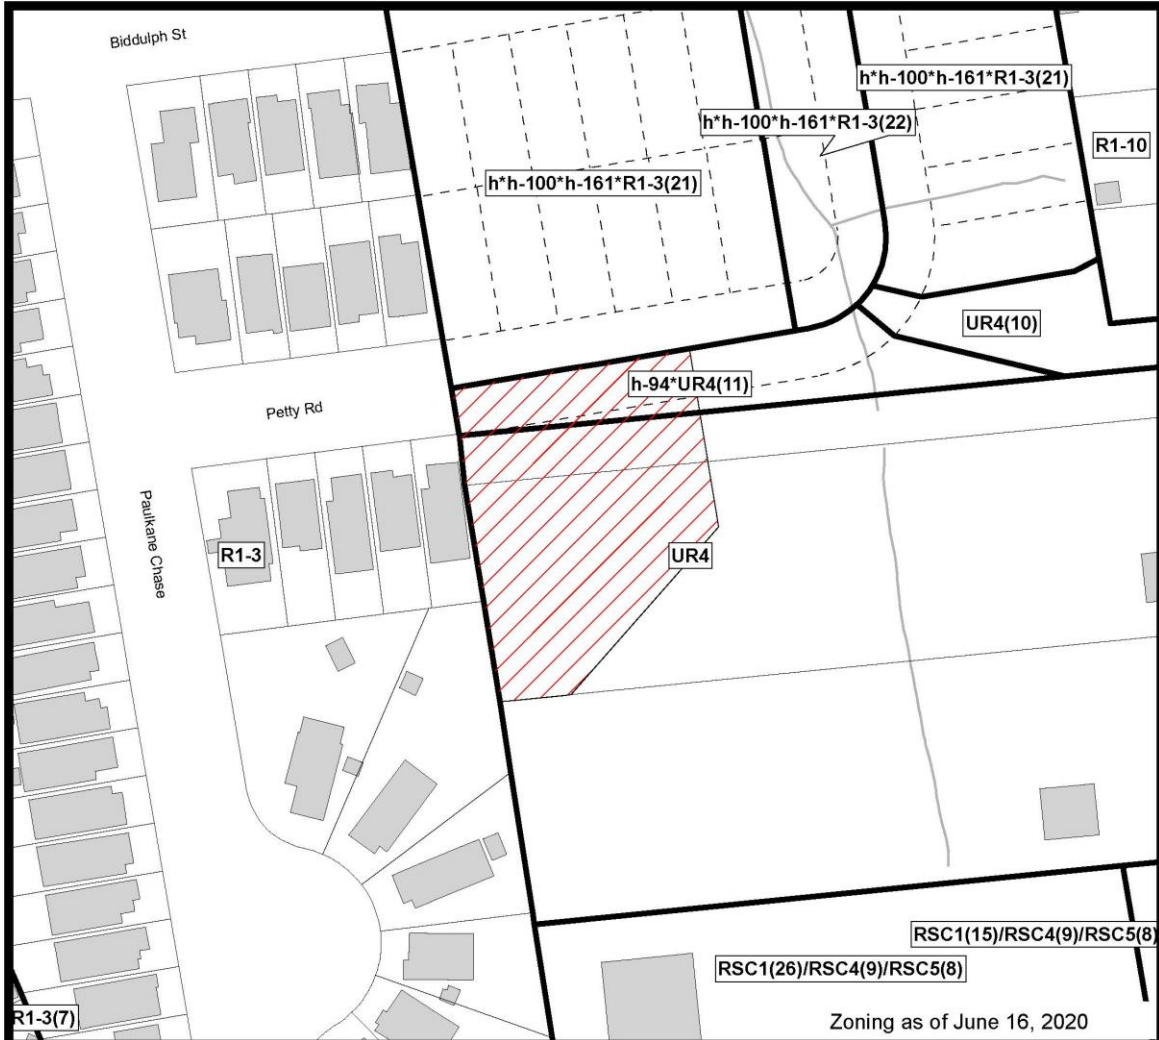 Biddulph St
h*h-100*h-161*R1-3(21)
h*h-100*h-161*R1-3(22)
R1-10
h*h-100*h-161*R1-3(21)
UR4(10)
h-94*UR4(11)
Petty Rd
Paulkane Chase
R1-3
UR4
RSC1(15)/RSC4(9)/RSC5(8)
RSC1(26)/RSC4(9)/RSC5(8)
R1-3(7)
Zoning as of June 16, 2020